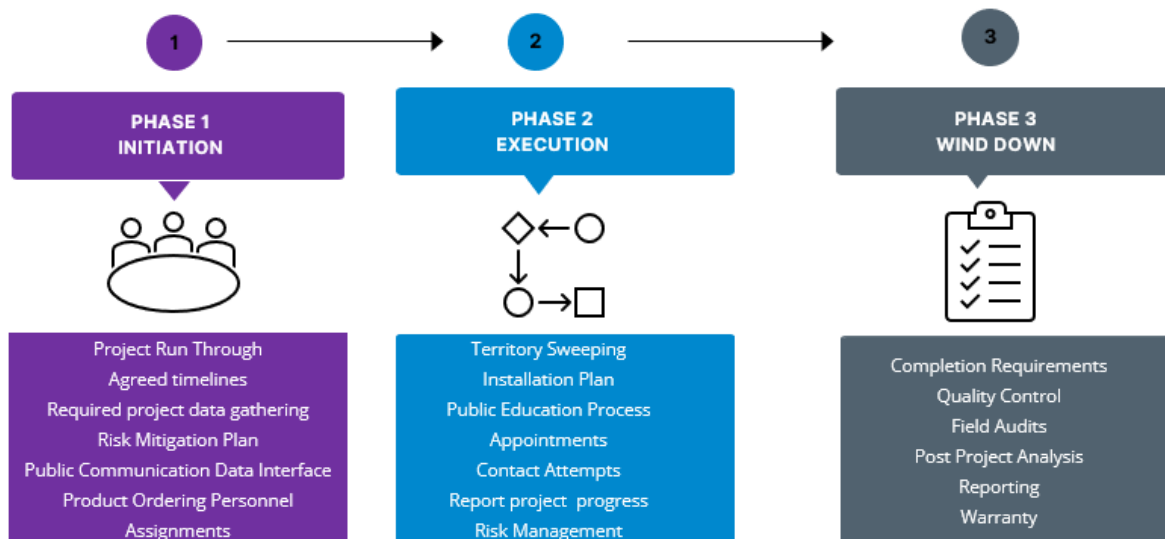 1
2
3
PHASE 1
INITIATION
PHASE 2
EXECUTION
PHASE 3
WIND DOWN
Project Run Through
Agreed timelines
Required project data gathering
Risk Mitigation Plan
Public Communication Data Interface
Product Ordering Personnel
Assignments
Territory Sweeping
Installation Plan
Public Education Process
Appointments
Contact Attempts
Report project  progress
Risk Management
Completion Requirements
Quality Control
Field Audits
Post Project Analysis
Reporting
Warranty